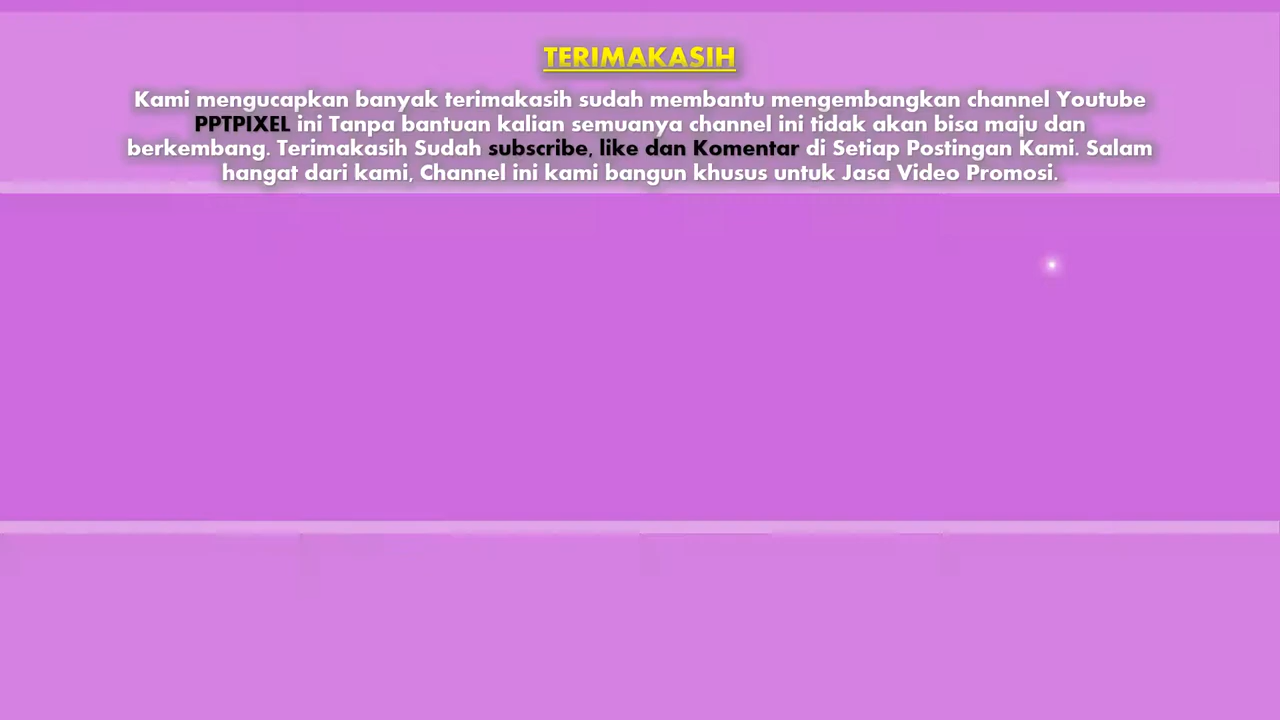 TERIMAKASIH
Kami mengucapkan banyak terimakasih sudah membantu mengembangkan channel Youtube
PPTPIXEL ini Tanpa bantuan kalian semuanya channel ini tidak akan bisa maju dan
berkembang. Terimakasih Sudah subscribe, like dan Komentar di Setiap Postingan Kami. Salam
hangat dari kami, Channel ini kami bangun khusus untuk Jasa Video Promosi.